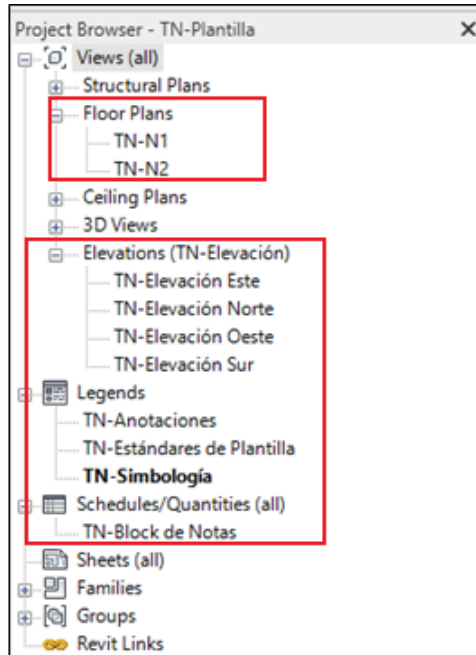 Project Browser - TN-Plantilla
Views (all)
Structural Plans
Floor Plans
TN-N1
TN-N2
Ceiling Plans
3D Views
Elevations (TN-Elevación)
TN-Elevación Este
TN-Elevación Norte
TN-Elevación Oeste
TN-Elevación Sur
Legends
TN-Anotaciones
TN-Estándares de Plantilla
TN-Simbología
Schedules/Quantities (all)
TN-Block de Notas
Sheets (all)
Families
Groups
Revit Links